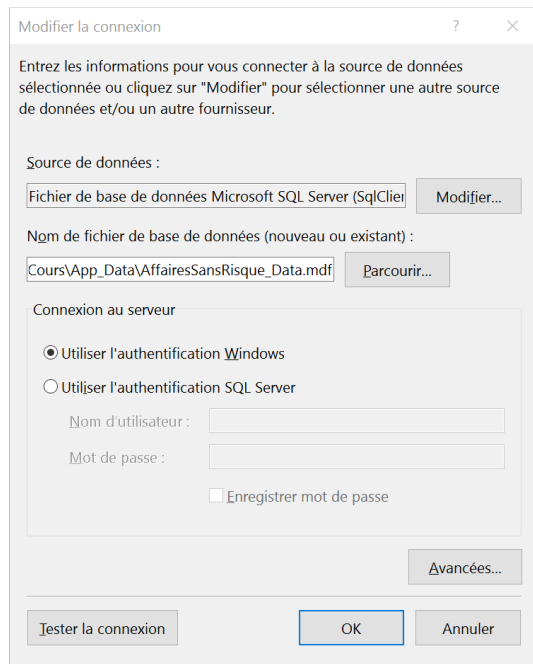 Modifier la connexion ?
Entrez les informations pour vous connecter à la source de données
sélectionnée ou cliquez sur "Modifier" pour sélectionner une autre source
de données et/ou un autre fournisseur.
Source de données :
Fichier de base de données Microsoft SQL Server (SqlClier Modifier...
Nom de fichier de base de données (nouveau ou existant) :
Cours\App_Data\AffairesSansRisque_Data.mdf Parcourir...
Connexion au serveur
Utiliser l'authentification Windows
Utiliser l'authentification SQL Server
Nom d'utilisateur :
Mot de passe :
Enregistrer mot de passe
Avancées...
Tester la connexion OK Annuler